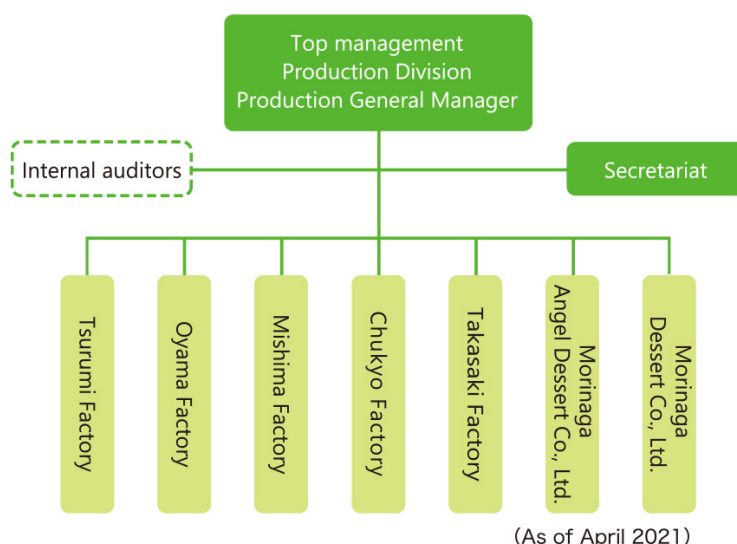 Top management
Production Division
Production General Manager
Internal auditors
Secretariat
Tsurumi Factory
Oyama Factory
Mishima Factory
Chukyo Factory
Takasaki Factory
Morinaga
Angel Dessert Co., Ltd.
Morinaga
Dessert Co., Ltd.
(As of April 2021)